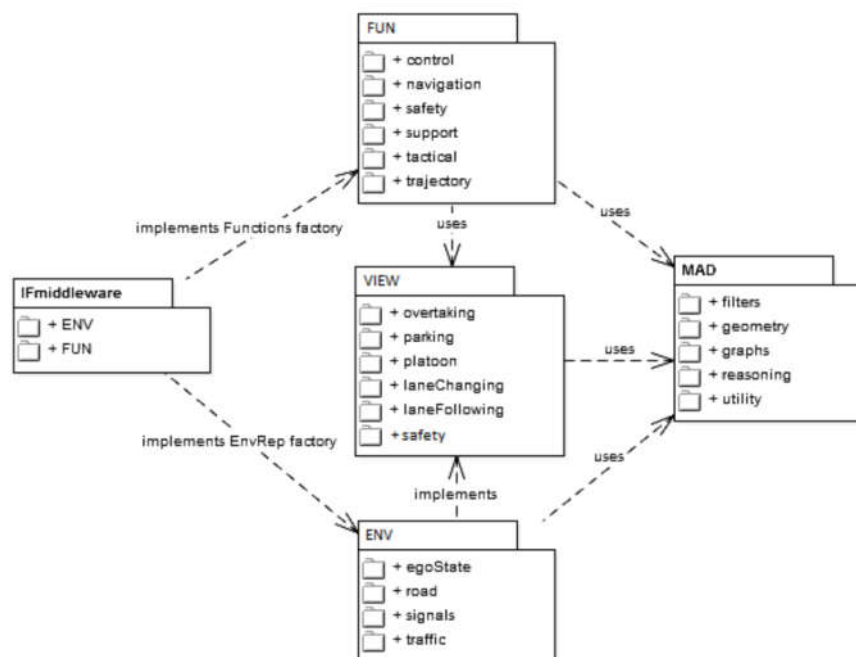 FUN
+ control
+ navigation
+ safety
+ support
+ tactical
+ trajectory
implements Functions factory
uses
uses
IFmiddleware
+ ENV
+ FUN
VIEW
+ overtaking
+ parking
+ platoon
+ laneChanging
+ laneFollowing
+safety
uses
MAD
+ filters
+ geometry
+ graphs
+ reasoning
+ utility
implements EnvRep factory
implements
uses
ENV
+ egoState
+ road
+ signals
+ traffic